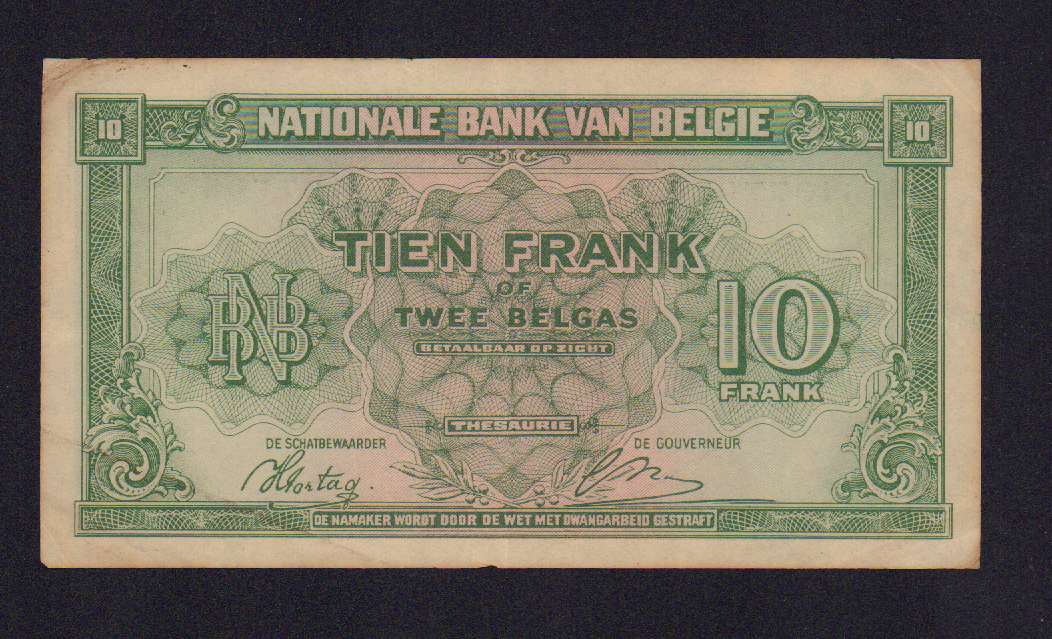 10
NATIONALE BANK VAN BELGIE
10
TIEN FRANK
OF
TWEE BELGAS
BETAALBAAR OP ZICHT
BNB
10
FRANK
THESAURIE
DE SCHATBEWAARDER
DE GOUVERNEUR
DE NAMAKER WORDT DOOR DE WET MET DWANGARBEID GESTRAFT